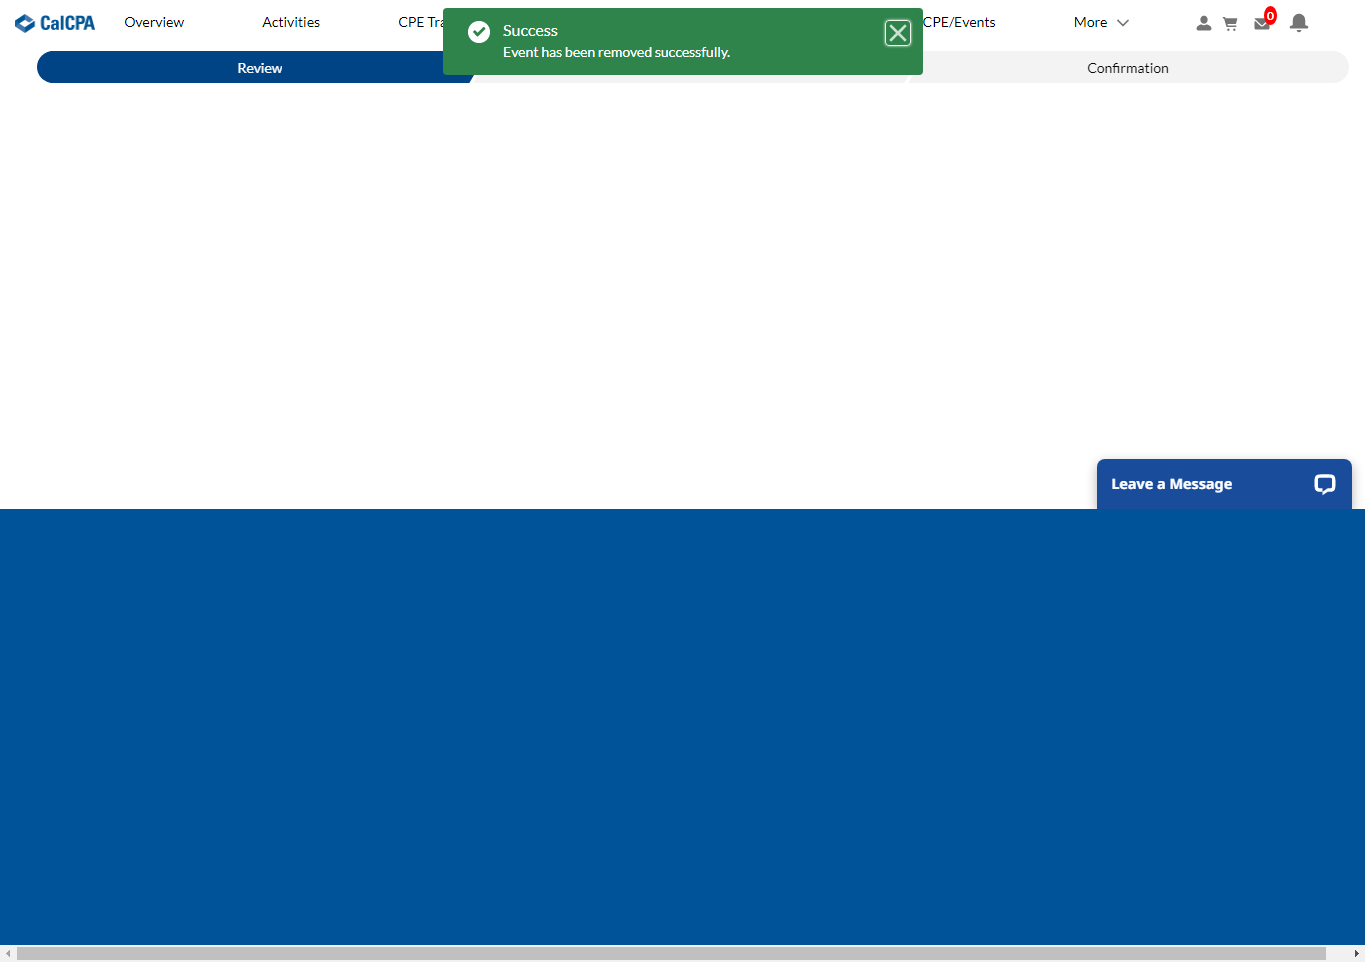 CalCPA
Overview
Activities
CPE Tra
Success
Event has been removed successfully.
CPE/Events
More
0
Review
Confirmation
Leave a Message